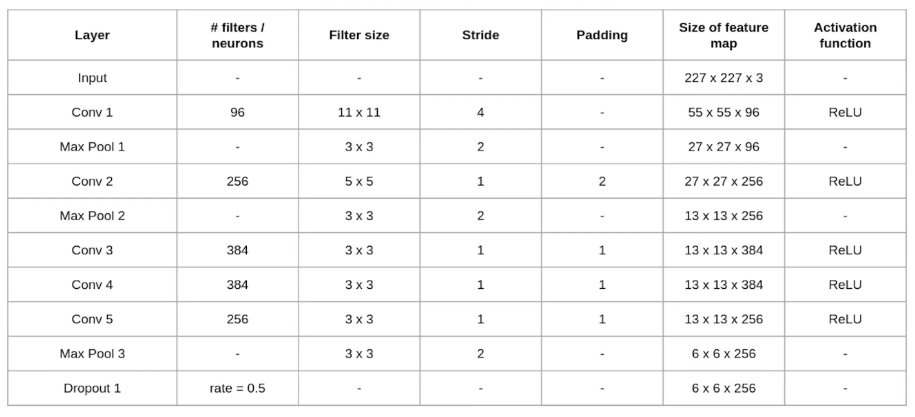 Layer # filters / neurons Filter size Stride Padding Size of feature map Activation function
Input - - - - 227 x 227 x 3 -
Conv 1 96 11 x 11 4 - 55 x 55 x 96 ReLU
Max Pool 1 - 3 x 3 2 - 27 x 27 x 96 -
Conv 2 256 5 x 5 1 2 27 x 27 x 256 ReLU
Max Pool 2 - 3 x 3 2 - 13 x 13 x 256 -
Conv 3 384 3 x 3 1 1 13 x 13 x 384 ReLU
Conv 4 384 3 x 3 1 1 13 x 13 x 384 ReLU
Conv 5 256 3 x 3 1 1 13 x 13 x 256 ReLU
Max Pool 3 - 3 x 3 2 - 6 x 6 x 256 -
Dropout 1 rate = 0.5 - - - 6 x 6 x 256 -